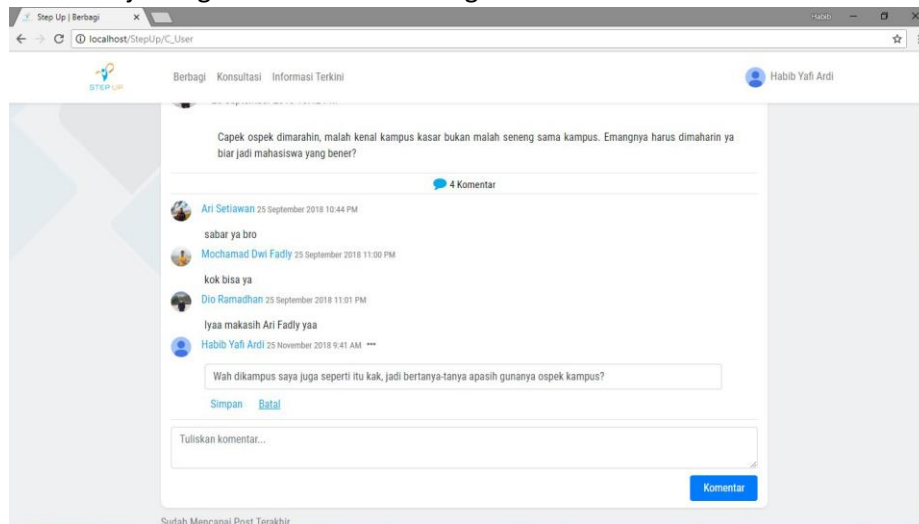 Step Up | Berbagi
Habib
localhost/StepUp/C_User
STEP UP
Berbagi Konsultasi Informasi Terkini
Habib Yafi Ardi
Capek ospek dimarahin, malah kenal kampus kasar bukan malah seneng sama kampus. Emangnya harus dimaharin ya
biar jadi mahasiswa yang bener?
4 Komentar
Ari Setiawan 25 September 2018 10:44 PM
sabar ya bro
Mochamad Dwi Fadly 25 September 2018 11:00 PM
kok bisa ya
Dio Ramadhan 25 September 2018 11:01 PM
Iyaa makasih Ari Fadly yaa
Habib Yafi Ardi 25 November 2018 9:41 AM
Wah dikampus saya juga seperti itu kak, jadi bertanya-tanya apasih gunanya ospek kampus?
Simpan Batal
Tuliskan komentar...
Komentar
Sudah Mencapai Post Terakhir